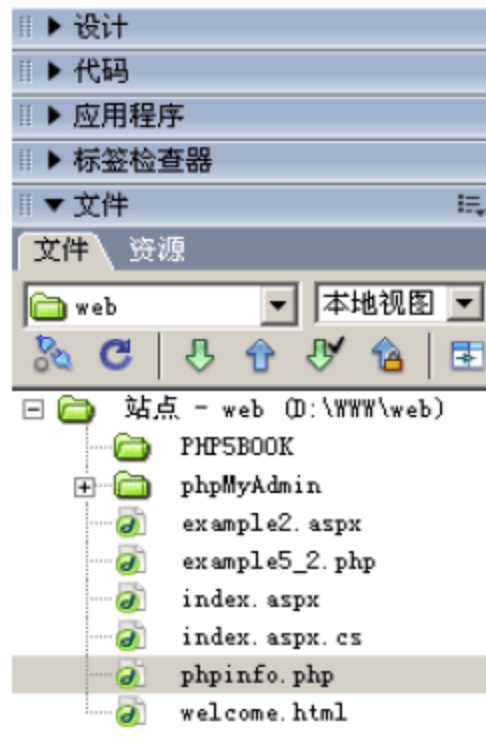 设计
代码
应用程序
标签检查器
文件
文件 资源
web 本地视图
站点 - web (D:\WWW\web)
PHP5BOOK
phpMyAdmin
example2.aspx
example5_2.php
index.aspx
index.aspx.cs
phpinfo.php
welcome.html